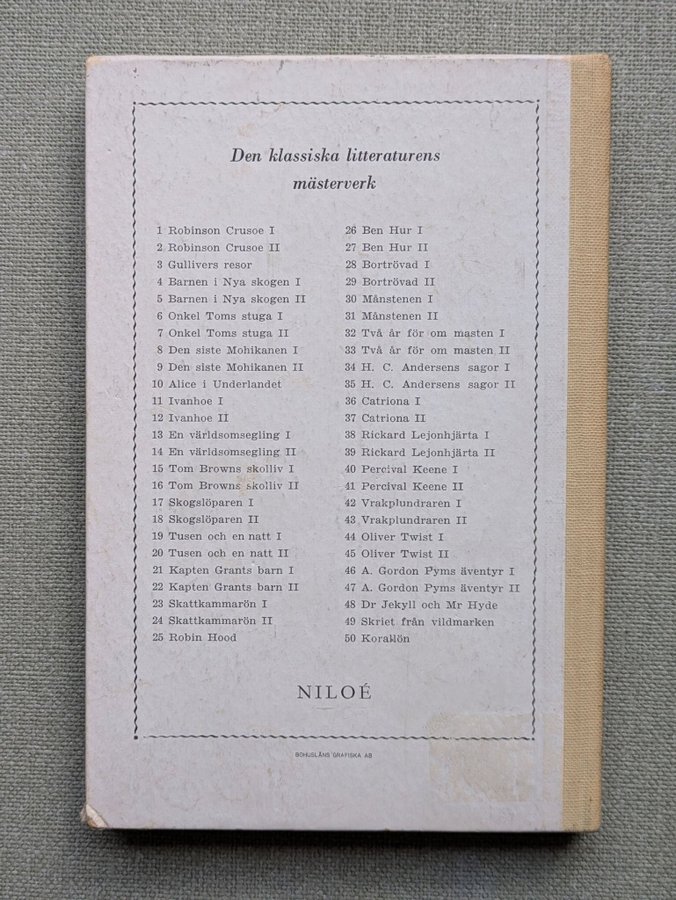 Den klassiska litteraturens
mästerverk
1 Robinson Crusoe I
2 Robinson Crusoe II
3 Gullivers resor
4 Barnen i Nya skogen I
5 Barnen i Nya skogen II
6 Onkel Toms stuga I
7 Onkel Toms stuga II
8 Den siste Mohikanen I
9 Den siste Mohikanen II
10 Alice i Underlandet
11 Ivanhoe I
12 Ivanhoe II
13 En världsomsegling I
14 En världsomsegling II
15 Tom Browns skolliv I
16 Tom Browns skolliv II
17 Skogslöparen I
18 Skogslöparen II
19 Tusen och en natt I
20 Tusen och en natt II
21 Kapten Grants barn I
22 Kapten Grants barn II
23 Skattkammarön I
24 Skattkammarön II
25 Robin Hood
26 Ben Hur I
27 Ben Hur II
28 Bortrövad I
29 Bortrövad II
30 Månstenen I
31 Månstenen II
32 Två år för om masten I
33 Två år för om masten II
34 H. C. Andersens sagor I
35 H. C. Andersens sagor II
36 Catriona I
37 Catriona II
38 Rickard Lejonhjärta I
39 Rickard Lejonhjärta II
40 Percival Keene I
41 Percival Keene II
42 Vrakplundraren I
43 Vrakplundraren II
44 Oliver Twist I
45 Oliver Twist II
46 A. Gordon Pyms äventyr I
47 A. Gordon Pyms äventyr II
48 Dr Jekyll och Mr Hyde
49 Skriet från vildmarken
50 Korallön
NILOÉ
BOHUSLÄNS GRAFISKA AB